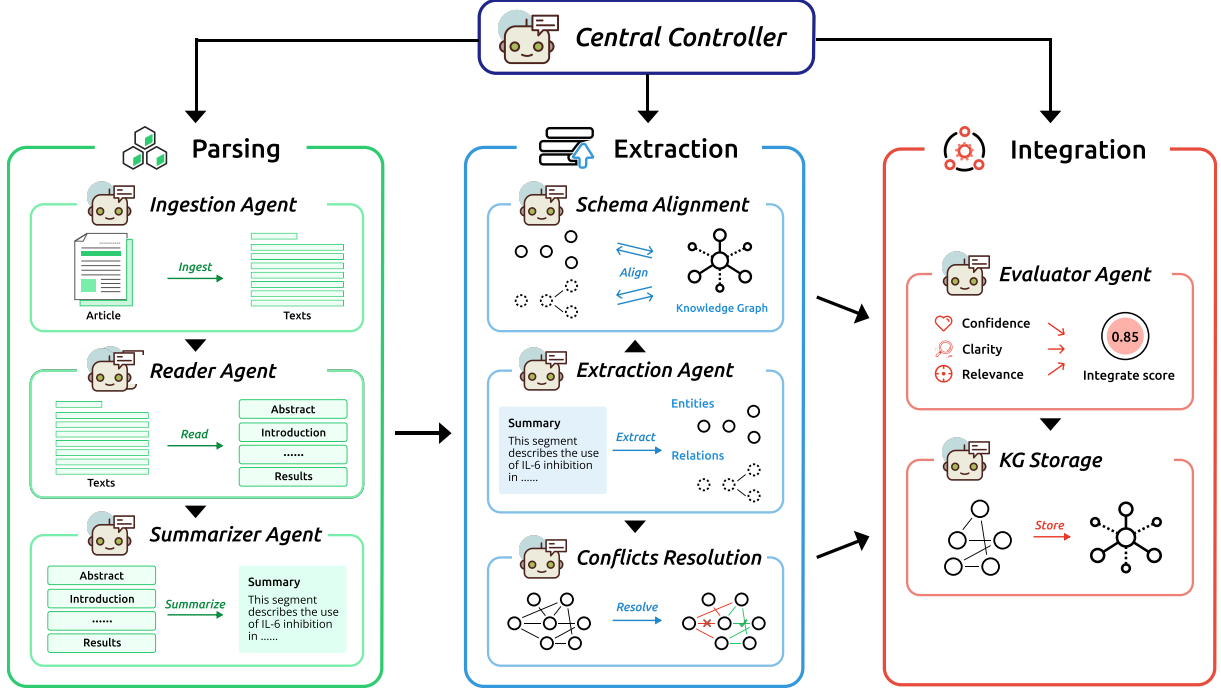 Central Controller
Parsing
Ingestion Agent
Ingest
Article
Texts
Reader Agent
Texts
Read
Abstract
Introduction
......
Results
Summarizer Agent
Abstract
Introduction
......
Results
Summarize
Summary
This segment
describes the use
of IL-6 inhibition
in ......
Extraction
Schema Alignment
Align
Knowledge Graph
Extraction Agent
Summary
This segment
describes the use
of IL-6 inhibition
in ......
Extract
Entities
Relations
Conflicts Resolution
Resolve
Integration
Evaluator Agent
Confidence
Clarity
Relevance
0.85
Integrate score
KG Storage
Store